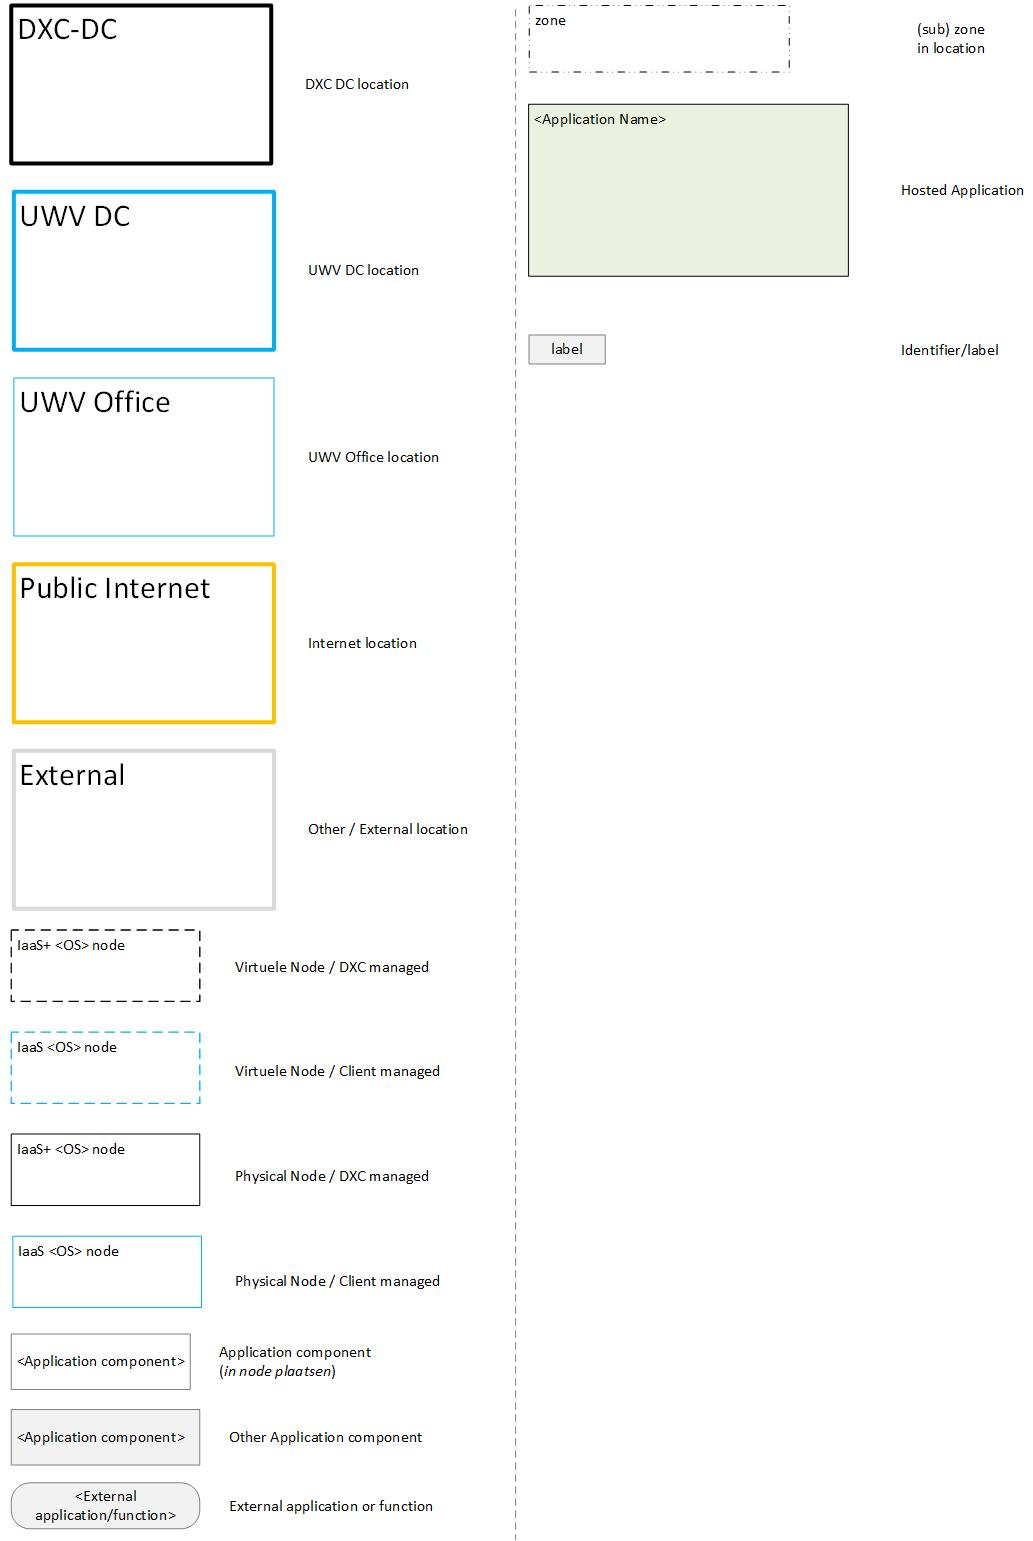 DXC-DC
DXC DC location
UWV DC
UWV DC location
UWV Office
UWV Office location
Public Internet
Internet location
External
Other / External location
IaaS+ <OS> node
Virtuele Node / DXC managed
IaaS <OS> node
Virtuele Node / Client managed
IaaS+ <OS> node
Physical Node / DXC managed
IaaS <OS> node
Physical Node / Client managed
<Application component>
Application component
(in node plaatsen)
<Application component>
Other Application component
<External
application/function>
External application or function
zone
(sub) zone
in location
<Application Name>
Hosted Application
label
Identifier/label